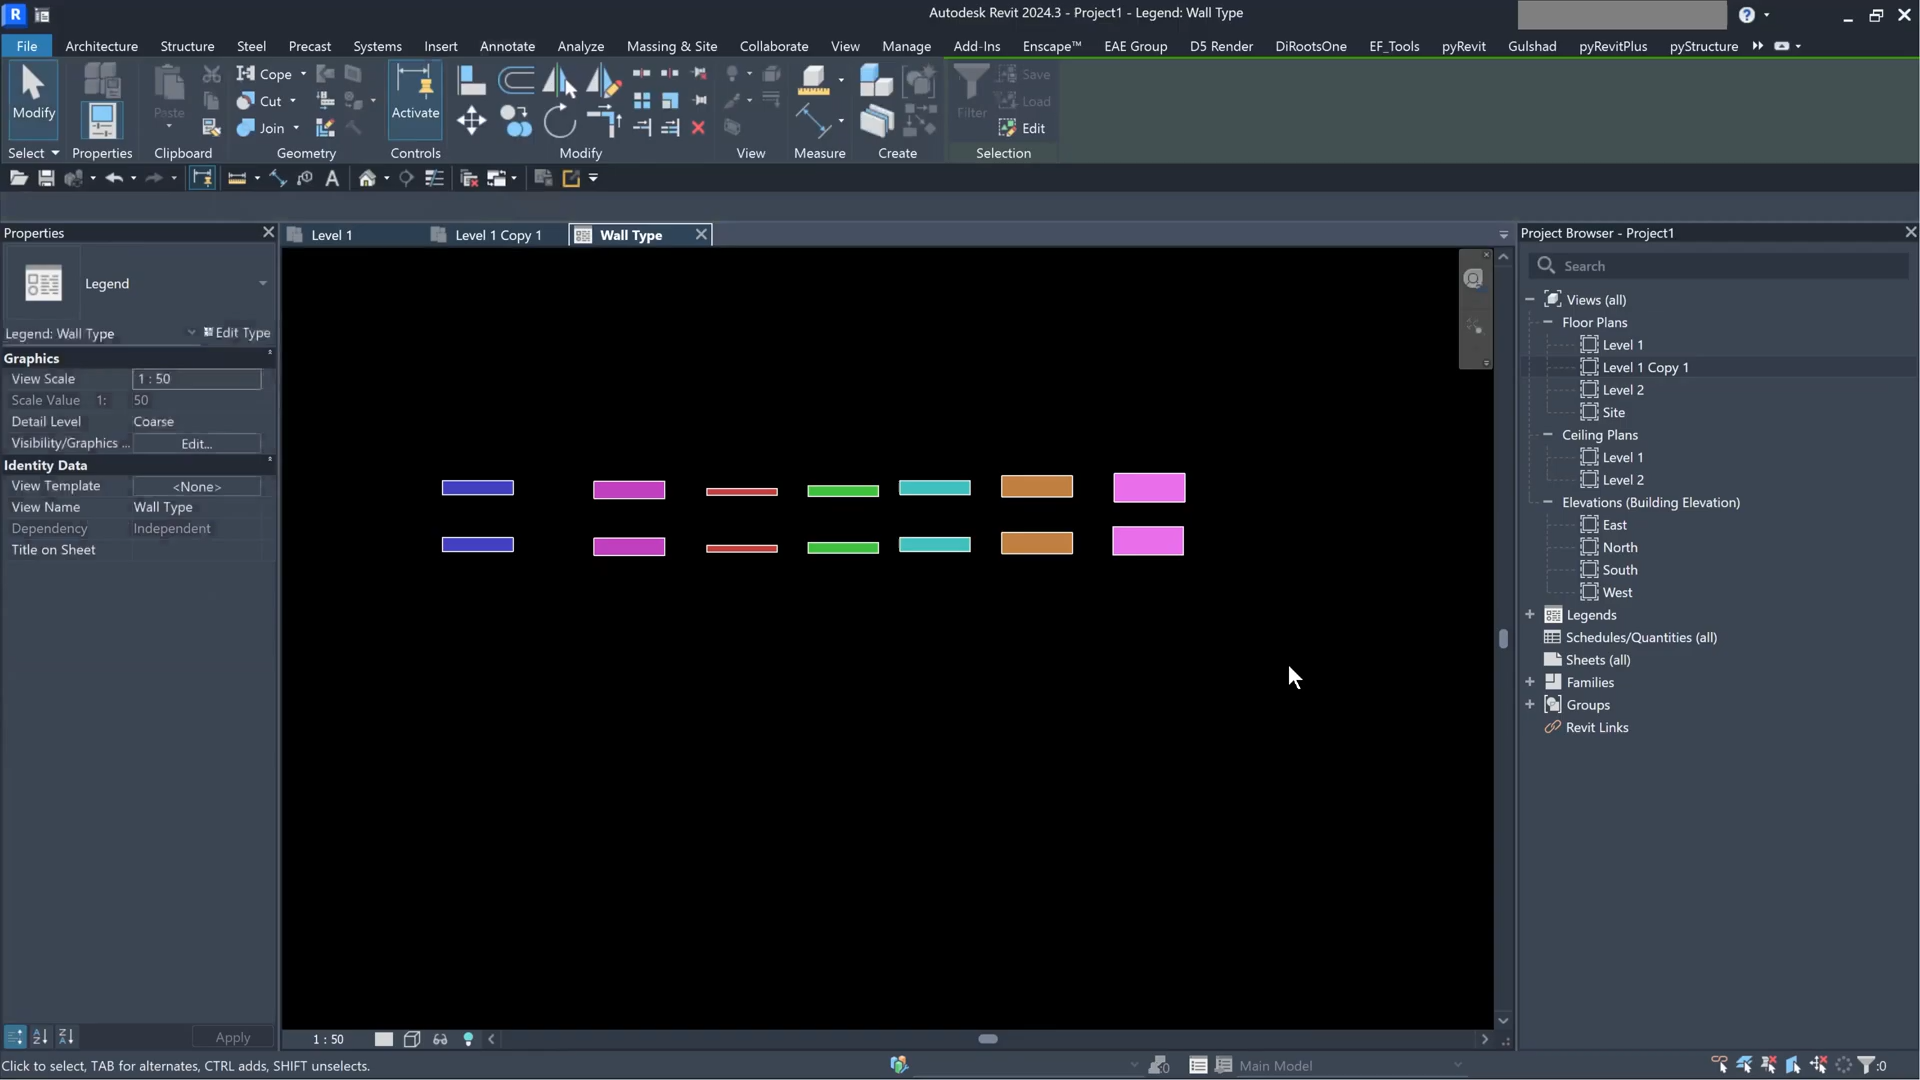 Autodesk Revit 2024.3 - Project1 - Legend: Wall Type
File Architecture Structure Steel Precast Systems Insert Annotate Analyze Massing & Site Collaborate View Manage Add-Ins Enscape™ EAE Group D5 Render DiRootsOne EF_Tools pyRevit Gulshad pyRevitPlus pyStructure
Modify
Paste
Cope
Cut
Join
Activate
Filter
Save
Load
Edit
Select Properties Clipboard Geometry Controls Modify View Measure Create Selection
Properties
Legend
Legend: Wall Type Edit Type
Graphics
View Scale 1 : 50
Scale Value 1: 50
Detail Level Coarse
Visibility/Graphics ... Edit...
Identity Data
View Template <None>
View Name Wall Type
Dependency Independent
Title on Sheet
Apply
Level 1 Level 1 Copy 1 Wall Type
Project Browser - Project1
Search
Views (all)
Floor Plans
Level 1
Level 1 Copy 1
Level 2
Site
Ceiling Plans
Level 1
Level 2
Elevations (Building Elevation)
East
North
South
West
Legends
Schedules/Quantities (all)
Sheets (all)
Families
Groups
Revit Links
1 : 50
Click to select, TAB for alternates, CTRL adds, SHIFT unselects.
Main Model
:0